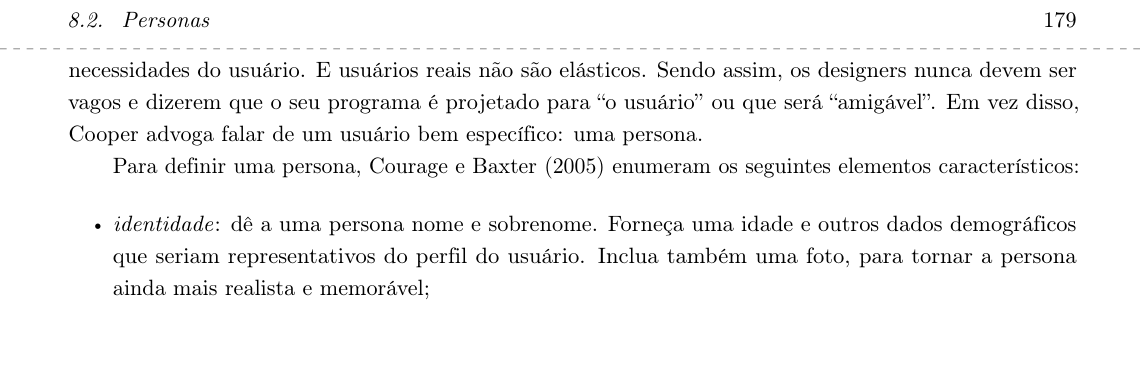 8.2. Personas 179
necessidades do usuário. E usuários reais não são elásticos. Sendo assim, os designers nunca devem ser
vagos e dizerem que o seu programa é projetado para “o usuário” ou que será “amigável”. Em vez disso,
Cooper advoga falar de um usuário bem específico: uma persona.
Para definir uma persona, Courage e Baxter (2005) enumeram os seguintes elementos característicos:
• identidade: dê a uma persona nome e sobrenome. Forneça uma idade e outros dados demográficos
que seriam representativos do perfil do usuário. Inclua também uma foto, para tornar a persona
ainda mais realista e memorável;